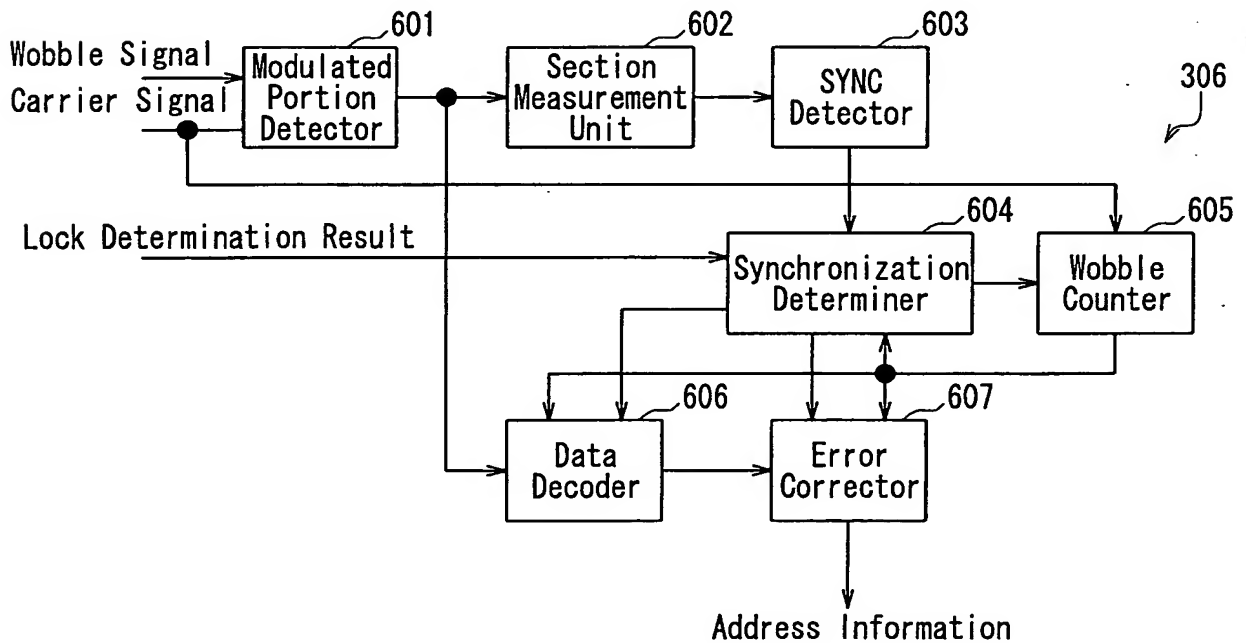 601
602
603
306
Wobble Signal
Carrier Signal
Modulated
Portion
Detector
Section
Measurement
Unit
SYNC
Detector
604
605
Lock Determination Result
Synchronization
Determiner
Wobble
Counter
606
607
Data
Decoder
Error
Corrector
Address Information